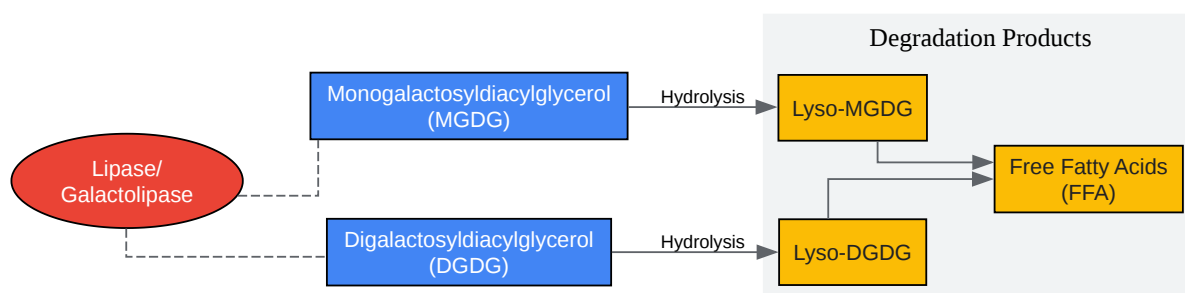 Degradation Products
Monogalactosyldiacylglycerol
(MGDG)
Hydrolysis
Lyso-MGDG
Lipase/
Galactolipase
Free Fatty Acids
(FFA)
Digalactosyldiacylglycerol
(DGDG)
Hydrolysis
Lyso-DGDG